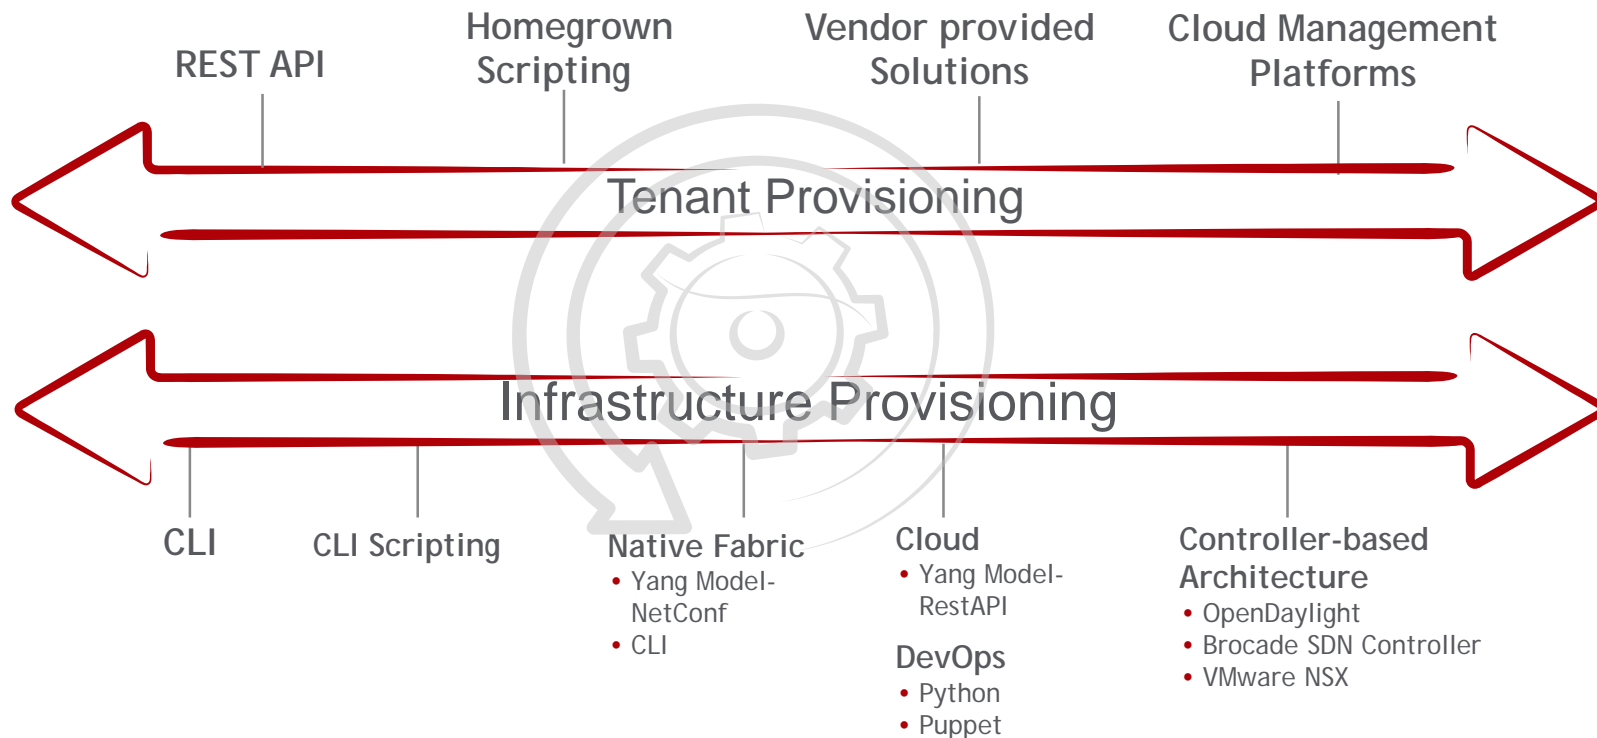 REST API
Homegrown
Scripting
Vendor provided
Solutions
Cloud Management
Platforms
Tenant Provisioning
Infrastructure Provisioning
CLI
CLI Scripting
Native Fabric
• Yang Model-
NetConf
• CLI
Cloud
• Yang Model-
RestAPI
DevOps
• Python
• Puppet
Controller-based
Architecture
• OpenDaylight
• Brocade SDN Controller
• VMware NSX